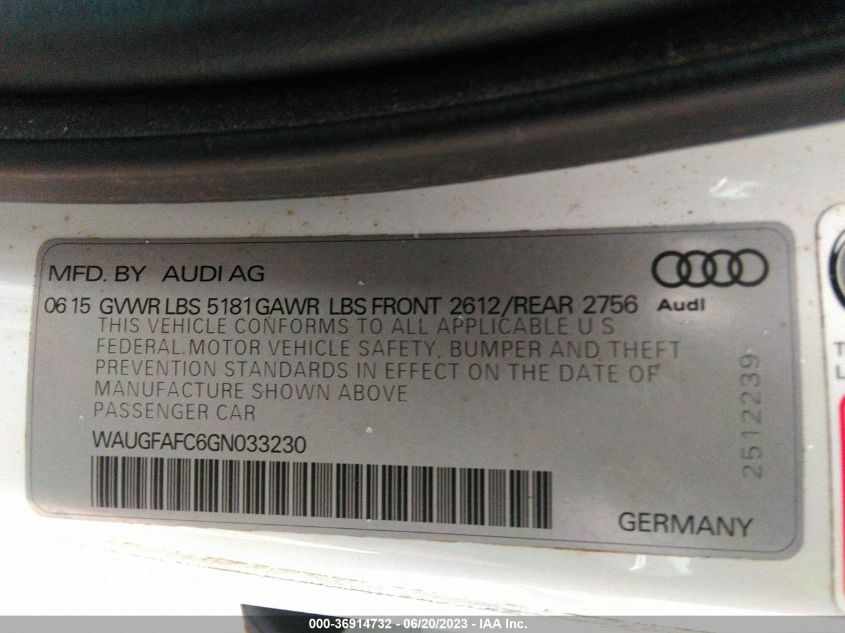 MFD. BY AUDI AG
Audi
06 15 GVWR LBS 5181 GAWR LBS FRONT 2612/REAR 2756
THIS VEHICLE CONFORMS TO ALL APPLICABLE U.S
FEDERAL MOTOR VEHICLE SAFETY, BUMPER AND THEFT
PREVENTION STANDARDS IN EFFECT ON THE DATE OF
MANUFACTURE SHOWN ABOVE
PASSENGER CAR
WAUGFAFC6GN033230
2512239
GERMANY
T
L
000-36914732 - 06/20/2023 - IAA Inc.